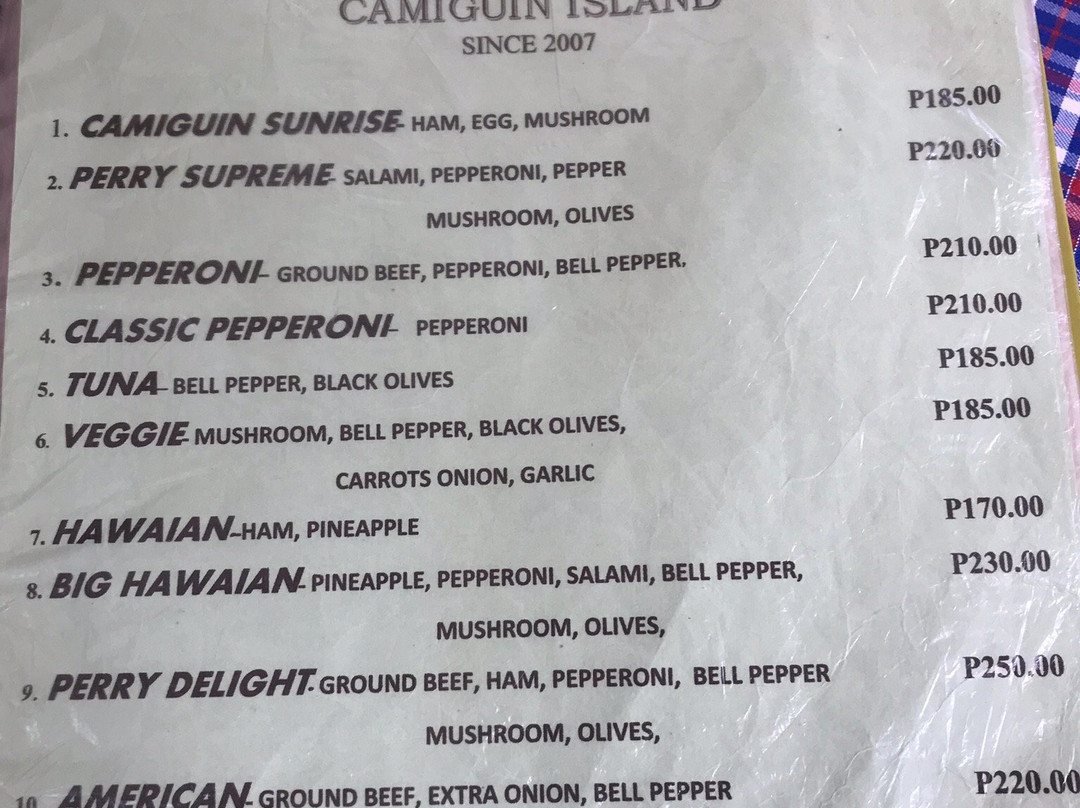 CAMIGUIN ISLAND
SINCE 2007
1. CAMIGUIN SUNRISE- HAM, EGG, MUSHROOM P185.00
2. PERRY SUPREME- SALAMI, PEPPERONI, PEPPER P220.00
MUSHROOM, OLIVES
3. PEPPERONI- GROUND BEEF, PEPPERONI, BELL PEPPER. P210.00
4. CLASSIC PEPPERONI- PEPPERONI P210.00
5. TUNA- BELL PEPPER, BLACK OLIVES P185.00
6. VEGGIE- MUSHROOM, BELL PEPPER, BLACK OLIVES, P185.00
CARROTS ONION, GARLIC
7. HAWAIAN-HAM, PINEAPPLE P170.00
8. BIG HAWAIAN- PINEAPPLE, PEPPERONI, SALAMI, BELL PEPPER, P230.00
MUSHROOM, OLIVES,
9. PERRY DELIGHT- GROUND BEEF, HAM, PEPPERONI, BELL PEPPER P250.00
MUSHROOM, OLIVES,
10. AMERICAN- GROUND BEEF, EXTRA ONION, BELL PEPPER P220.00